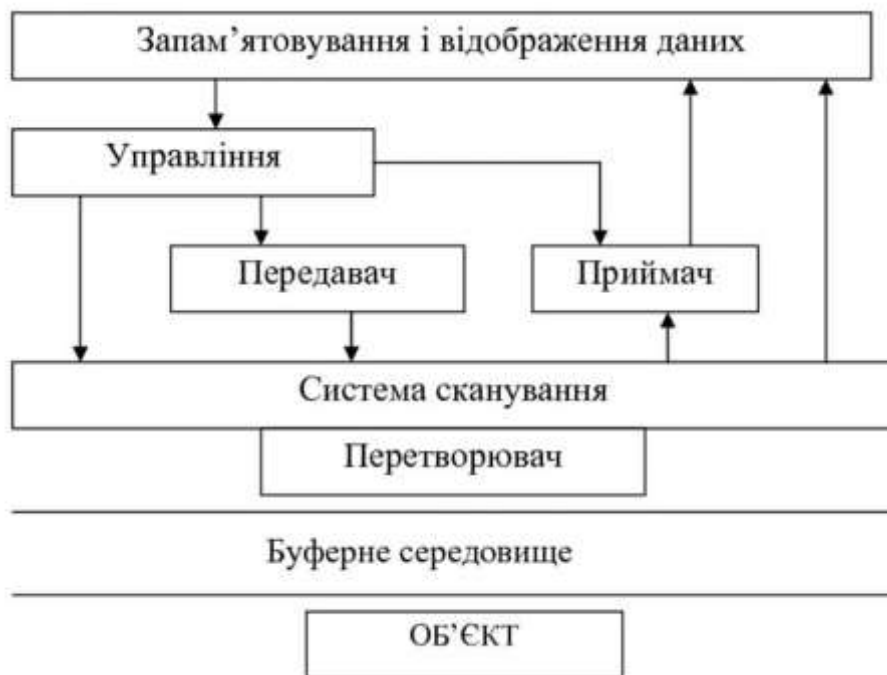 Запам’ятовування і відображення даних
Управління
Передавач
Приймач
Система сканування
Перетворювач
Буферне середовище
ОБ’ЄКТ